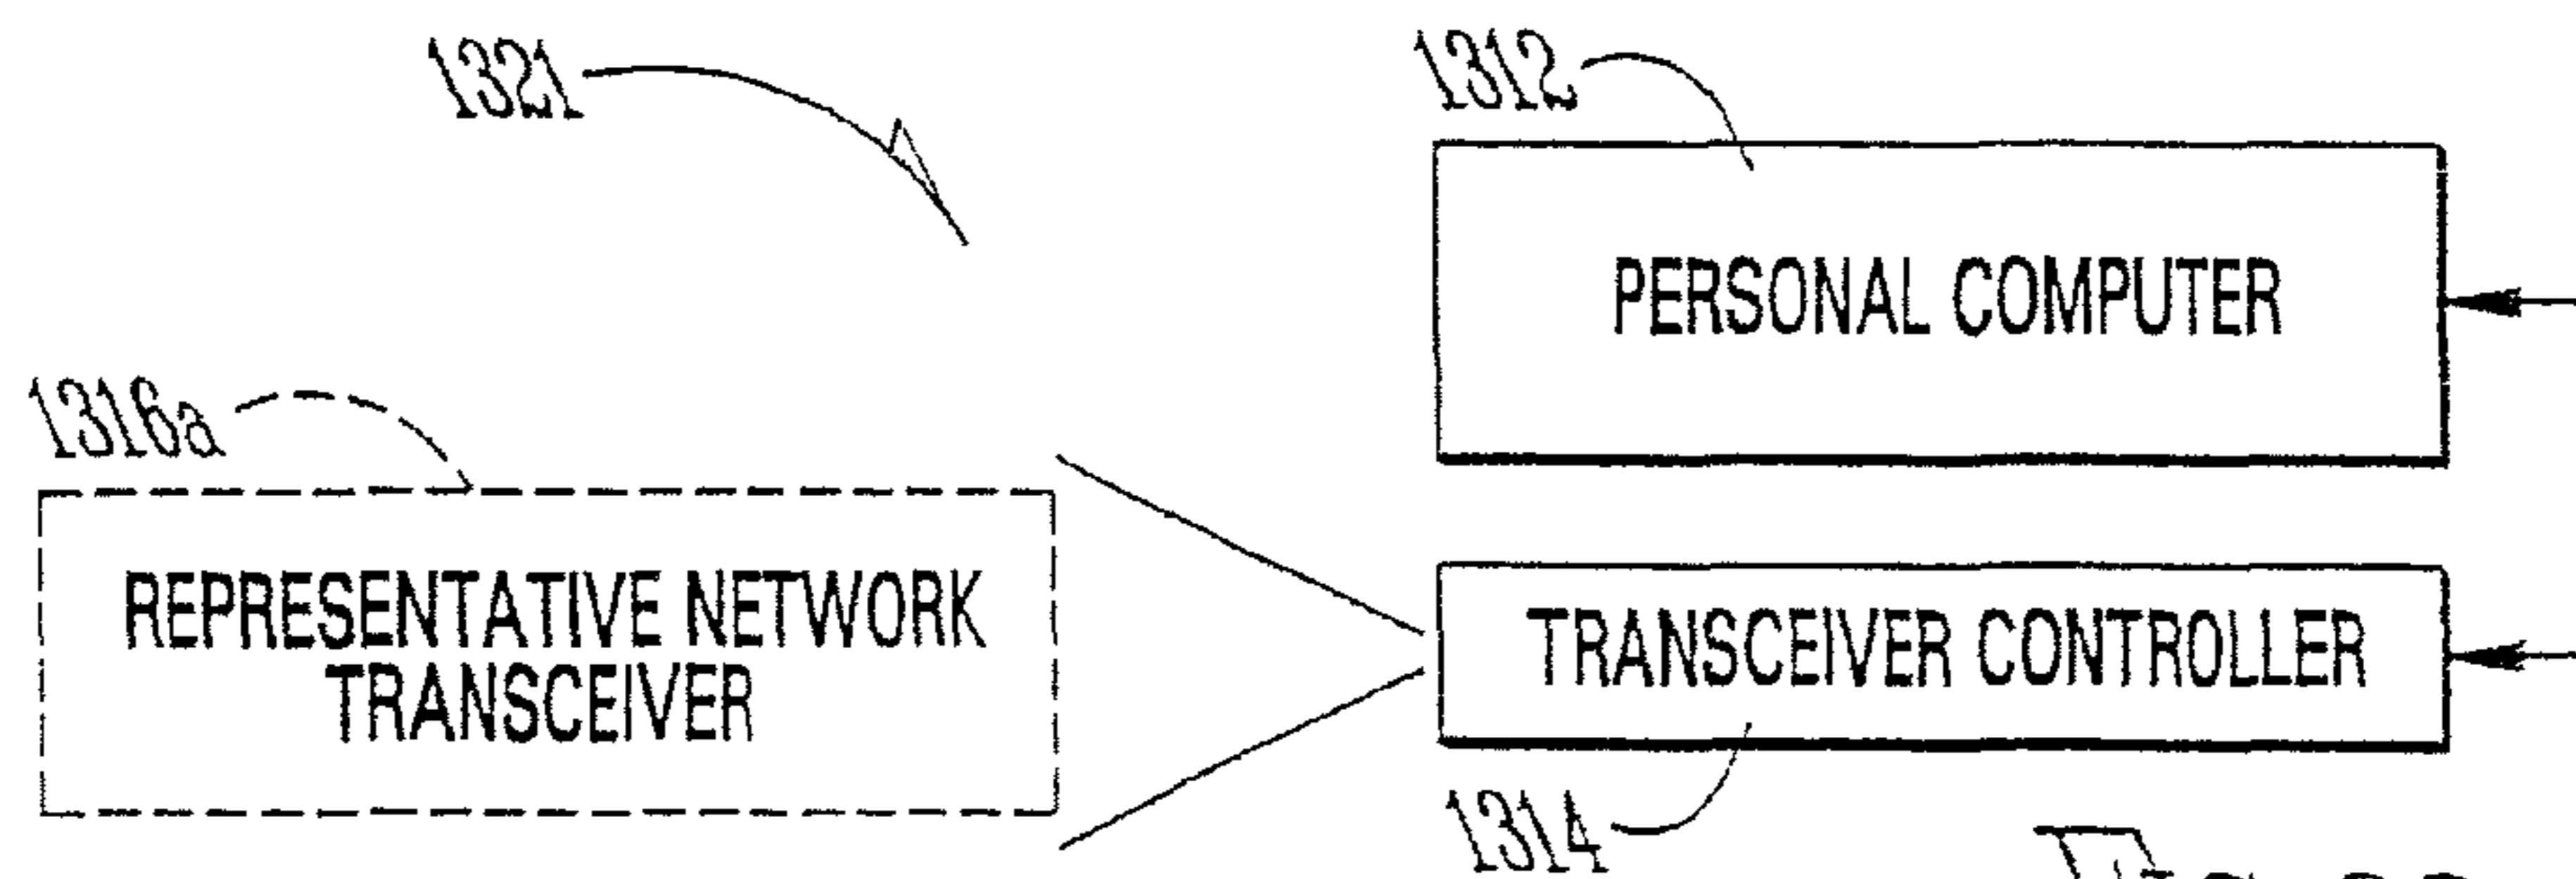 1321
1312
PERSONAL COMPUTER
1316a
REPRESENTATIVE NETWORK
TRANSCEIVER
TRANSCEIVER CONTROLLER
1314